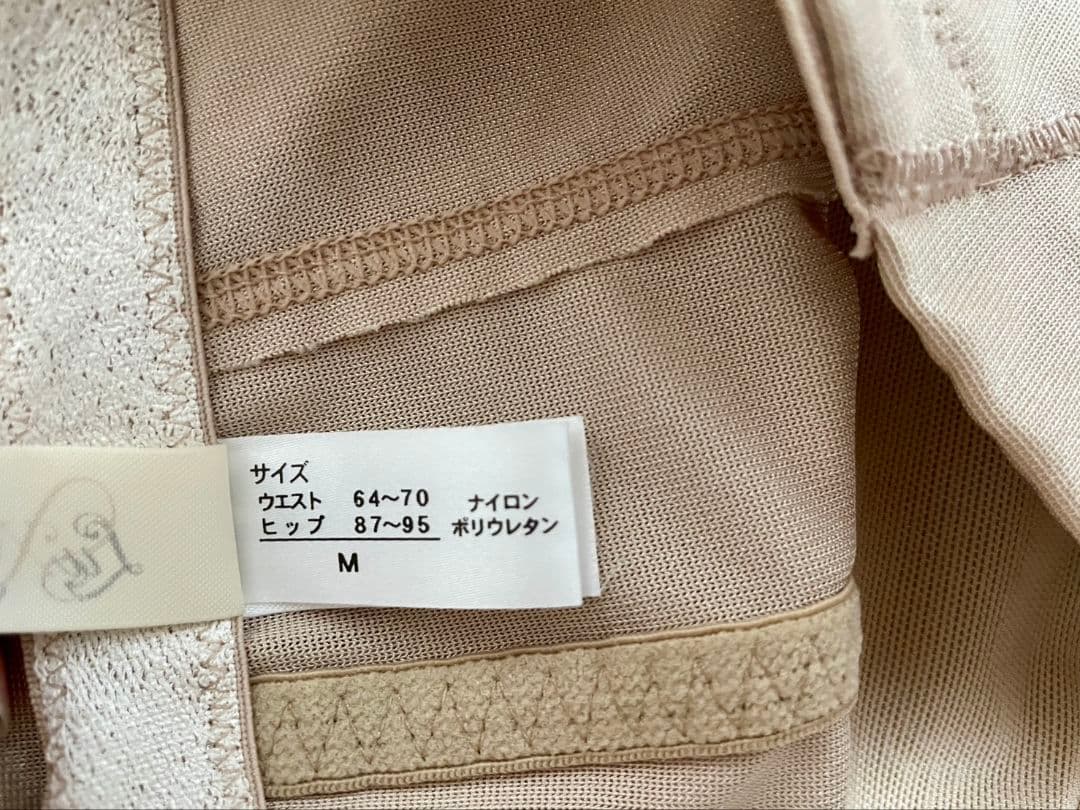 サイズ
ウエスト 64～70 ナイロン
ヒップ 87～95 ポリウレタン
M